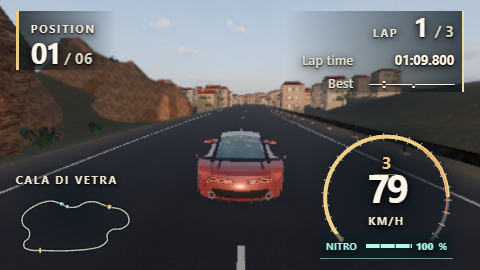 POSITION
01 / 06
LAP 1 / 3
Lap time 01:09.800
Best
CALA DI VETRA
3
79
KM/H
NITRO 100 %